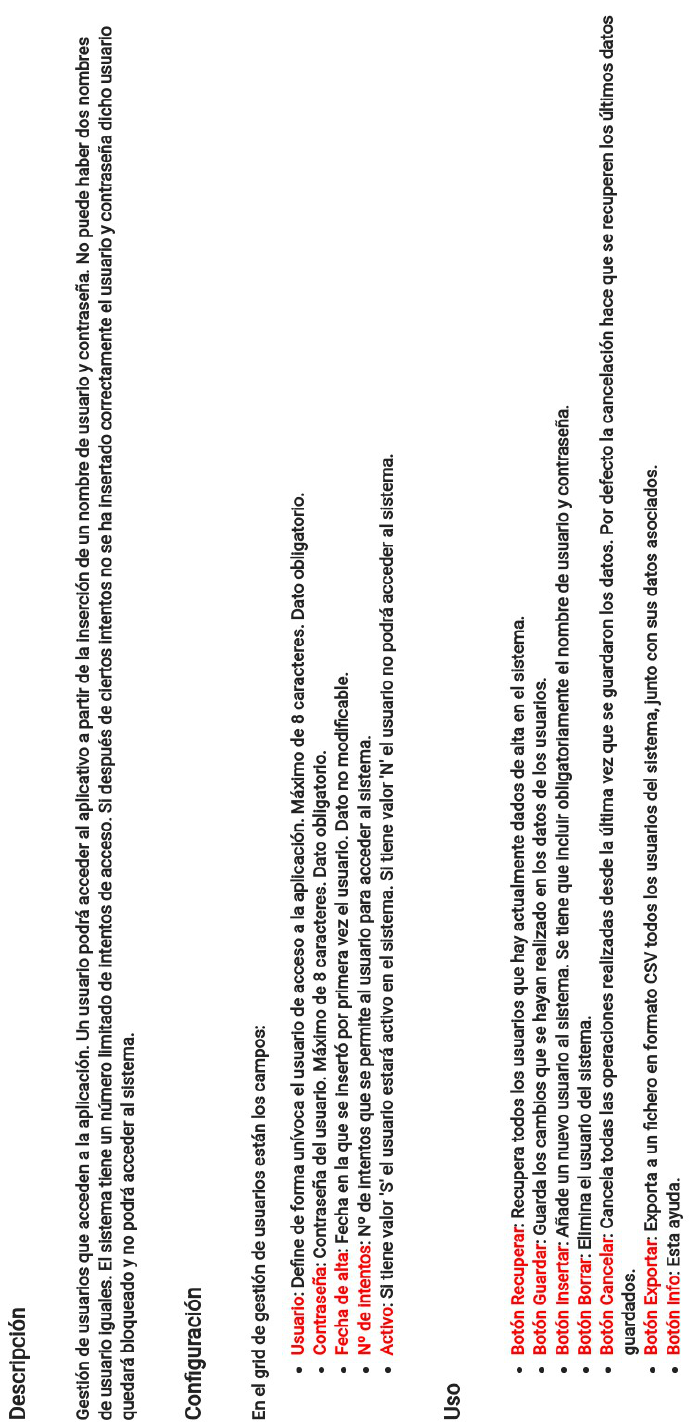 Descripción
Gestión de usuarios que acceden a la aplicación. Un usuario podrá acceder al aplicativo a partir de la inserción de un nombre de usuario y contraseña. No puede haber dos nombres
de usuario iguales. El sistema tiene un número limitado de intentos de acceso. Si después de ciertos intentos no se ha insertado correctamente el usuario y contraseña dicho usuario
quedará bloqueado y no podrá acceder al sistema.
Configuración
En el grid de gestión de usuarios están los campos:
• Usuario: Define de forma unívoca el usuario de acceso a la aplicación. Máximo de 8 caracteres. Dato obligatorio.
• Contraseña: Contraseña del usuario. Máximo de 8 caracteres. Dato obligatorio.
• Fecha de alta: Fecha en la que se insertó por primera vez el usuario. Dato no modificable.
• Nº de intentos: Nº de intentos que se permite al usuario para acceder al sistema.
• Activo: Si tiene valor 'S' el usuario estará activo en el sistema. Si tiene valor 'N' el usuario no podrá acceder al sistema.
Uso
• Botón Recuperar: Recupera todos los usuarios que hay actualmente dados de alta en el sistema.
• Botón Guardar: Guarda los cambios que se hayan realizado en los datos de los usuarios.
• Botón Insertar: Añade un nuevo usuario al sistema. Se tiene que incluir obligatoriamente el nombre de usuario y contraseña.
• Botón Borrar: Elimina el usuario del sistema.
• Botón Cancelar: Cancela todas las operaciones realizadas desde la última vez que se guardaron los datos. Por defecto la cancelación hace que se recuperen los últimos datos
guardados.
• Botón Exportar: Exporta a un fichero en formato CSV todos los usuarios del sistema, junto con sus datos asociados.
• Botón Info: Esta ayuda.